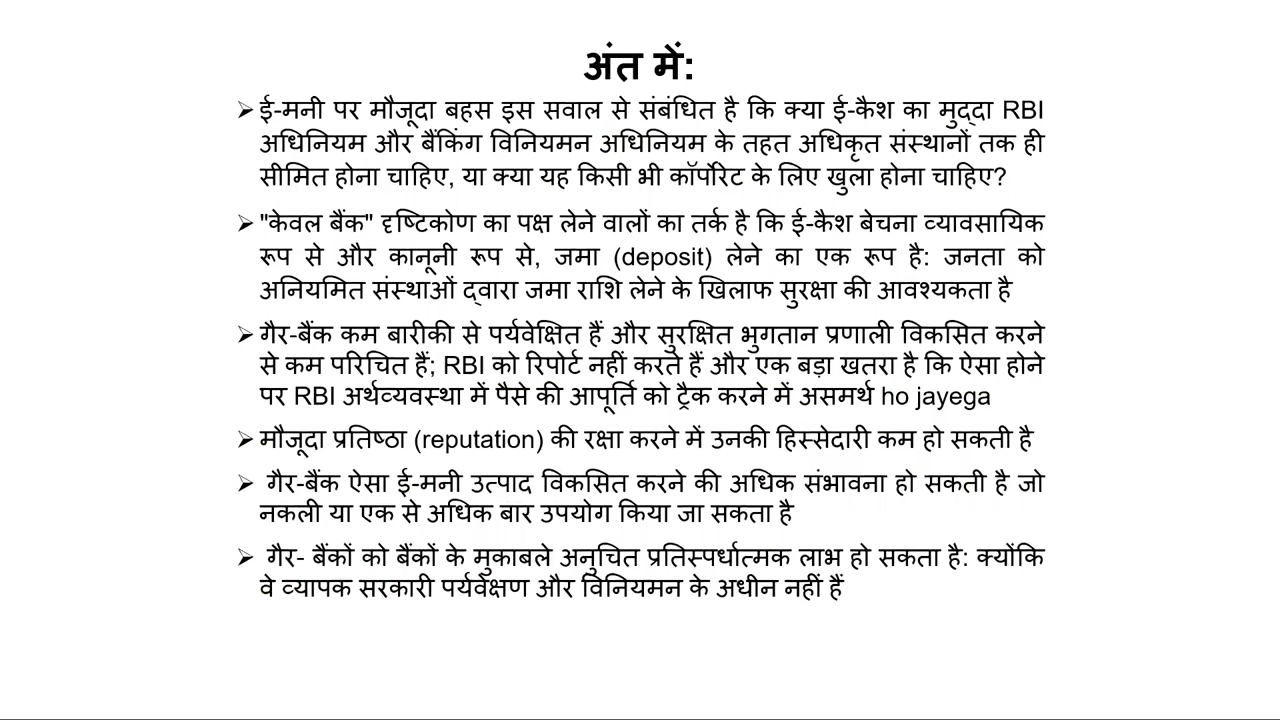 अंत में:
➢ ई-मनी पर मौजूदा बहस इस सवाल से संबंधित है कि क्या ई-कैश का मुद्दा RBI
अधिनियम और बैंकिंग विनियमन अधिनियम के तहत अधिकृत संस्थानों तक ही
सीमित होना चाहिए, या क्या यह किसी भी कॉर्पोरेट के लिए खुला होना चाहिए?
➢ "केवल बैंक" दृष्टिकोण का पक्ष लेने वालों का तर्क है कि ई-कैश बेचना व्यावसायिक
रूप से और कानूनी रूप से, जमा (deposit) लेने का एक रूप है: जनता को
अनियमित संस्थाओं द्वारा जमा राशि लेने के खिलाफ सुरक्षा की आवश्यकता है
➢ गैर-बैंक कम बारीकी से पर्यवेक्षित हैं और सुरक्षित भुगतान प्रणाली विकसित करने
से कम परिचित हैं; RBI को रिपोर्ट नहीं करते हैं और एक बड़ा खतरा है कि ऐसा होने
पर RBI अर्थव्यवस्था में पैसे की आपूर्ति को ट्रैक करने में असमर्थ ho jayega
➢ मौजूदा प्रतिष्ठा (reputation) की रक्षा करने में उनकी हिस्सेदारी कम हो सकती है
➢ गैर-बैंक ऐसा ई-मनी उत्पाद विकसित करने की अधिक संभावना हो सकती है जो
नकली या एक से अधिक बार उपयोग किया जा सकता है
➢ गैर- बैंकों को बैंकों के मुकाबले अनुचित प्रतिस्पर्धात्मक लाभ हो सकता है: क्योंकि
वे व्यापक सरकारी पर्यवेक्षण और विनियमन के अधीन नहीं हैं